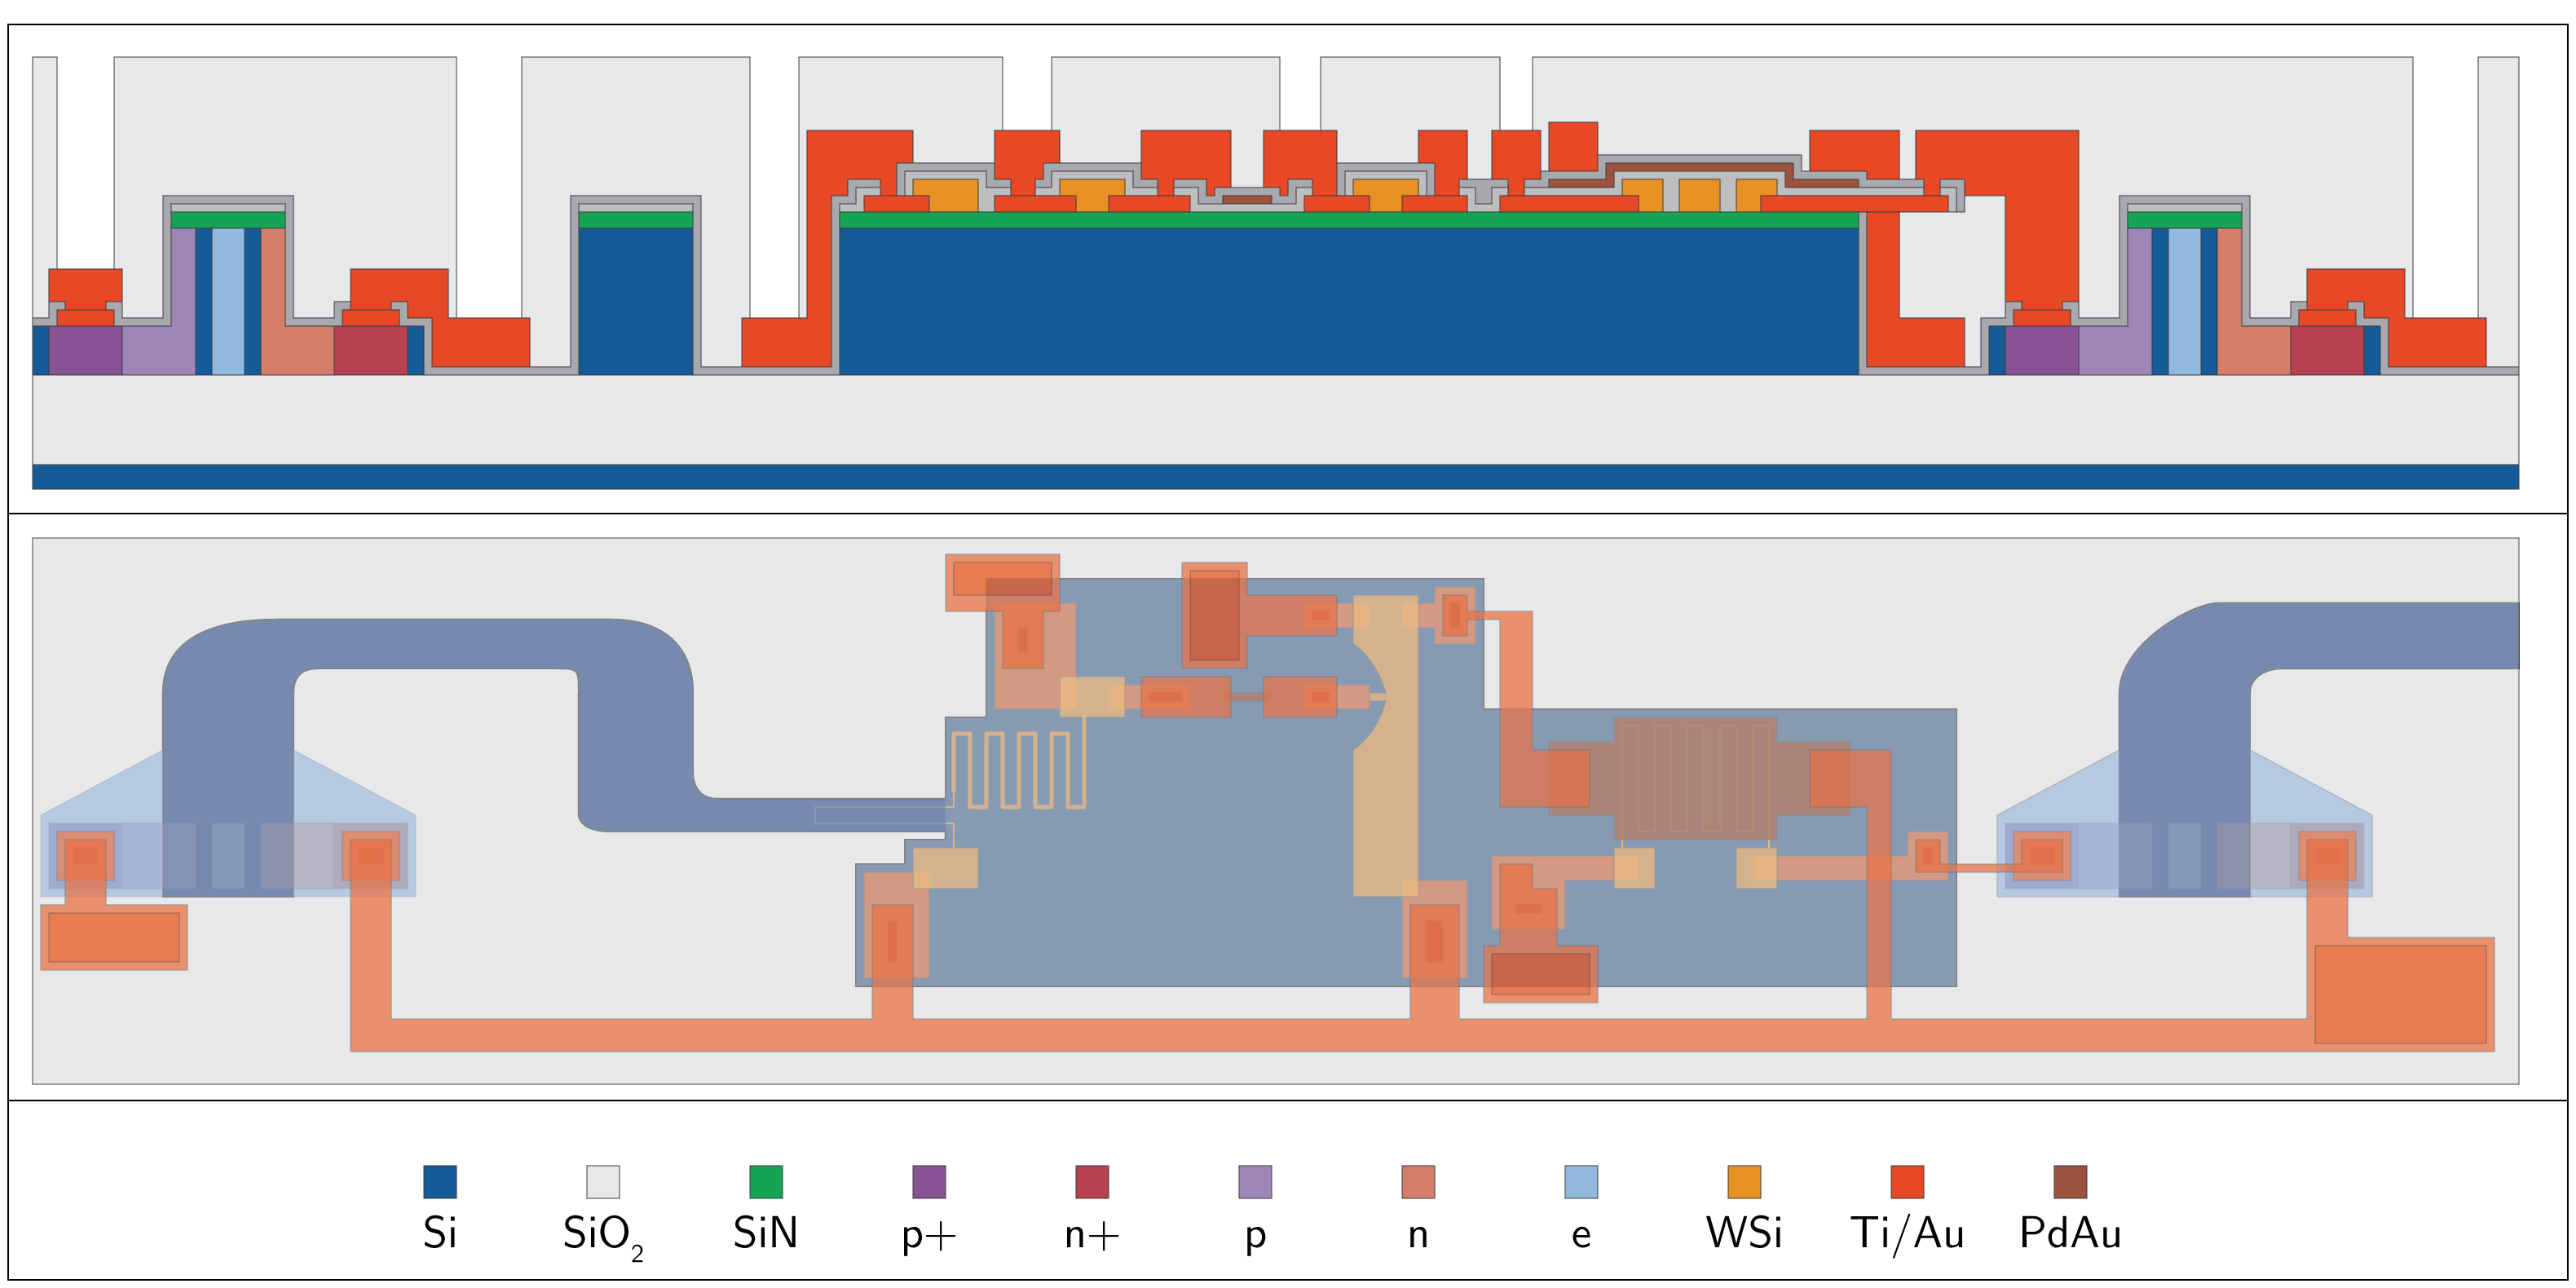 Si SiO₂ SiN p+ n+ p n e WSi Ti/Au PdAu